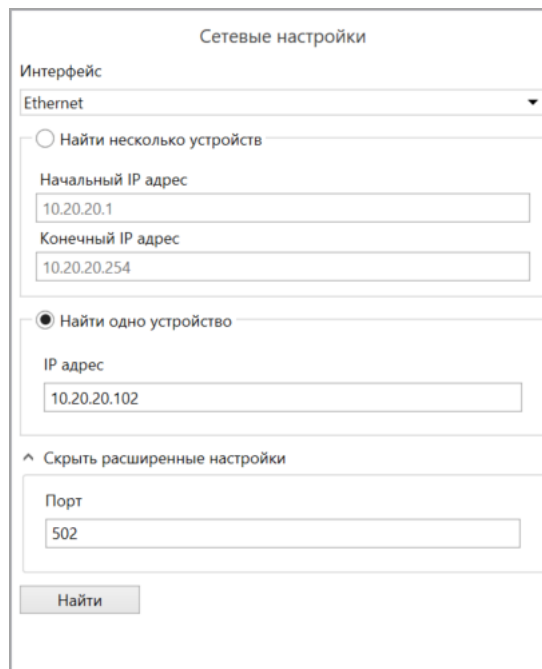 Сетевые настройки
Интерфейс
Ethernet
Найти несколько устройств
Начальный IP адрес
10.20.20.1
Конечный IP адрес
10.20.20.254
Найти одно устройство
IP адрес
10.20.20.102
Скрыть расширенные настройки
Порт
502
Найти